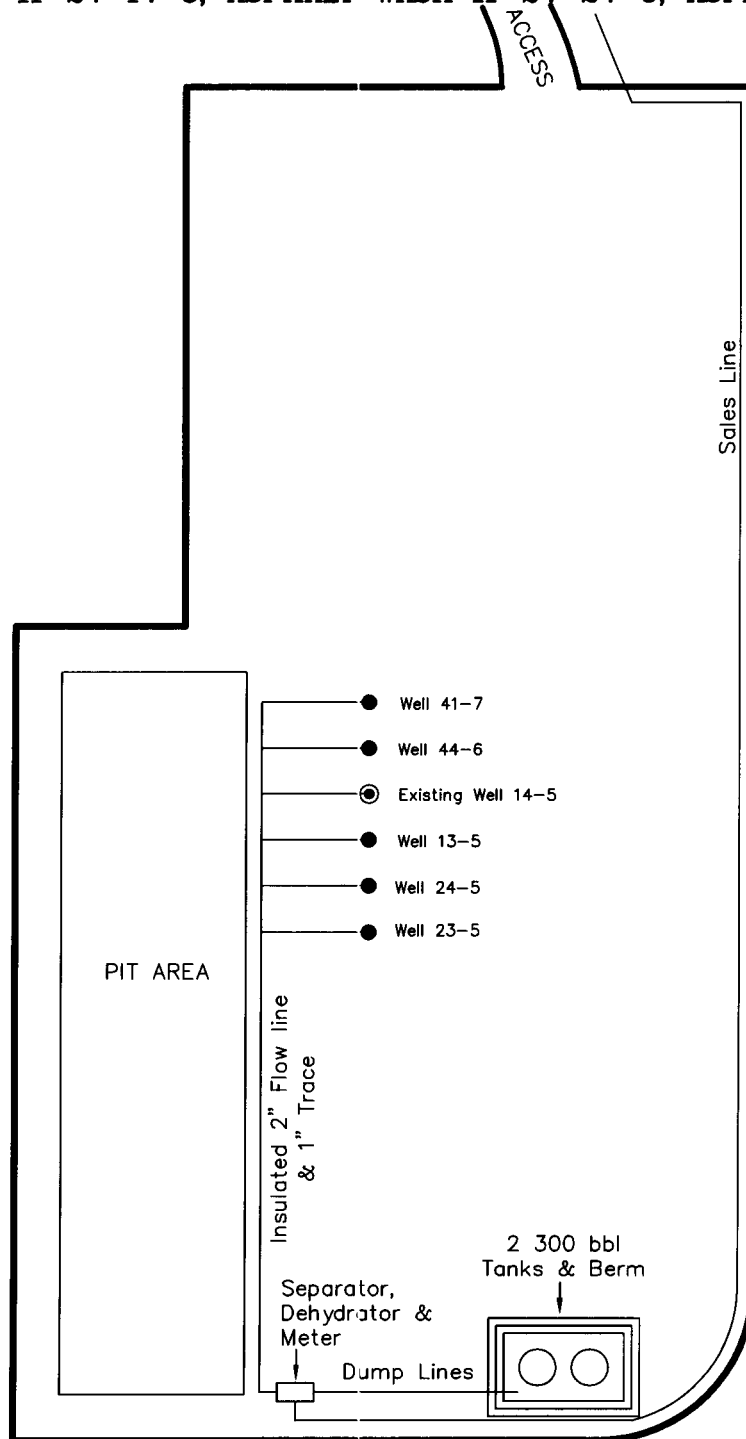 ACCESS
Sales Line
Well 41-7
Well 44-6
Existing Well 14-5
Well 13-5
Well 24-5
Well 23-5
PIT AREA
Insulated 2" Flow line
& 1" Trace
2 300 bbl
Tanks & Berm
Separator,
Dehydrator &
Meter
Dump Lines